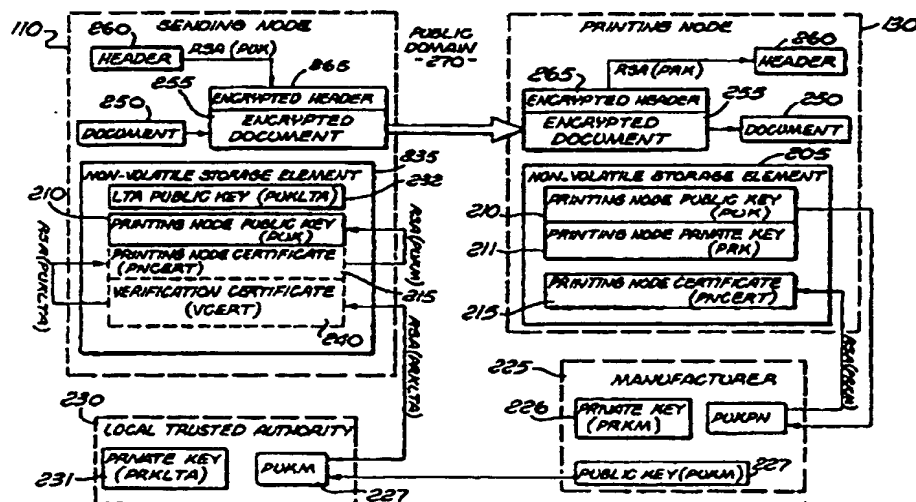 SENDING NODE
110
260
HEADER
RSA (PUK)
265
255
ENCRYPTED HEADER
ENCRYPTED
DOCUMENT
250
DOCUMENT
PUBLIC
DOMAIN
-270-
PRINTING NODE
130
260
HEADER
RSA (PRK)
265
255
ENCRYPTED HEADER
ENCRYPTED
DOCUMENT
250
DOCUMENT
235
NON-VOLATILE STORAGE ELEMENT
LTA PUBLIC KEY (PUKLTA)
232
210
PRINTING NODE PUBLIC KEY
(PUK)
PRINTING NODE CERTIFICATE
(PNCERT)
215
VERIFICATION CERTIFICATE
(VCERT)
240
RSA(PUKLTA)
RSA(PUKM)
RSA(PRKLTA)
205
NON-VOLATILE STORAGE ELEMENT
210
PRINTING NODE PUBLIC KEY
(PUK)
211
PRINTING NODE PRIVATE KEY
(PRK)
215
PRINTING NODE CERTIFICATE
(PNCERT)
225
MANUFACTURER
226
PRIVATE KEY
(PRKM)
PUKPN
PUBLIC KEY (PUKM)
227
230
LOCAL TRUSTED AUTHORITY
231
PRIVATE KEY
(PRKLTA)
PUKM
227